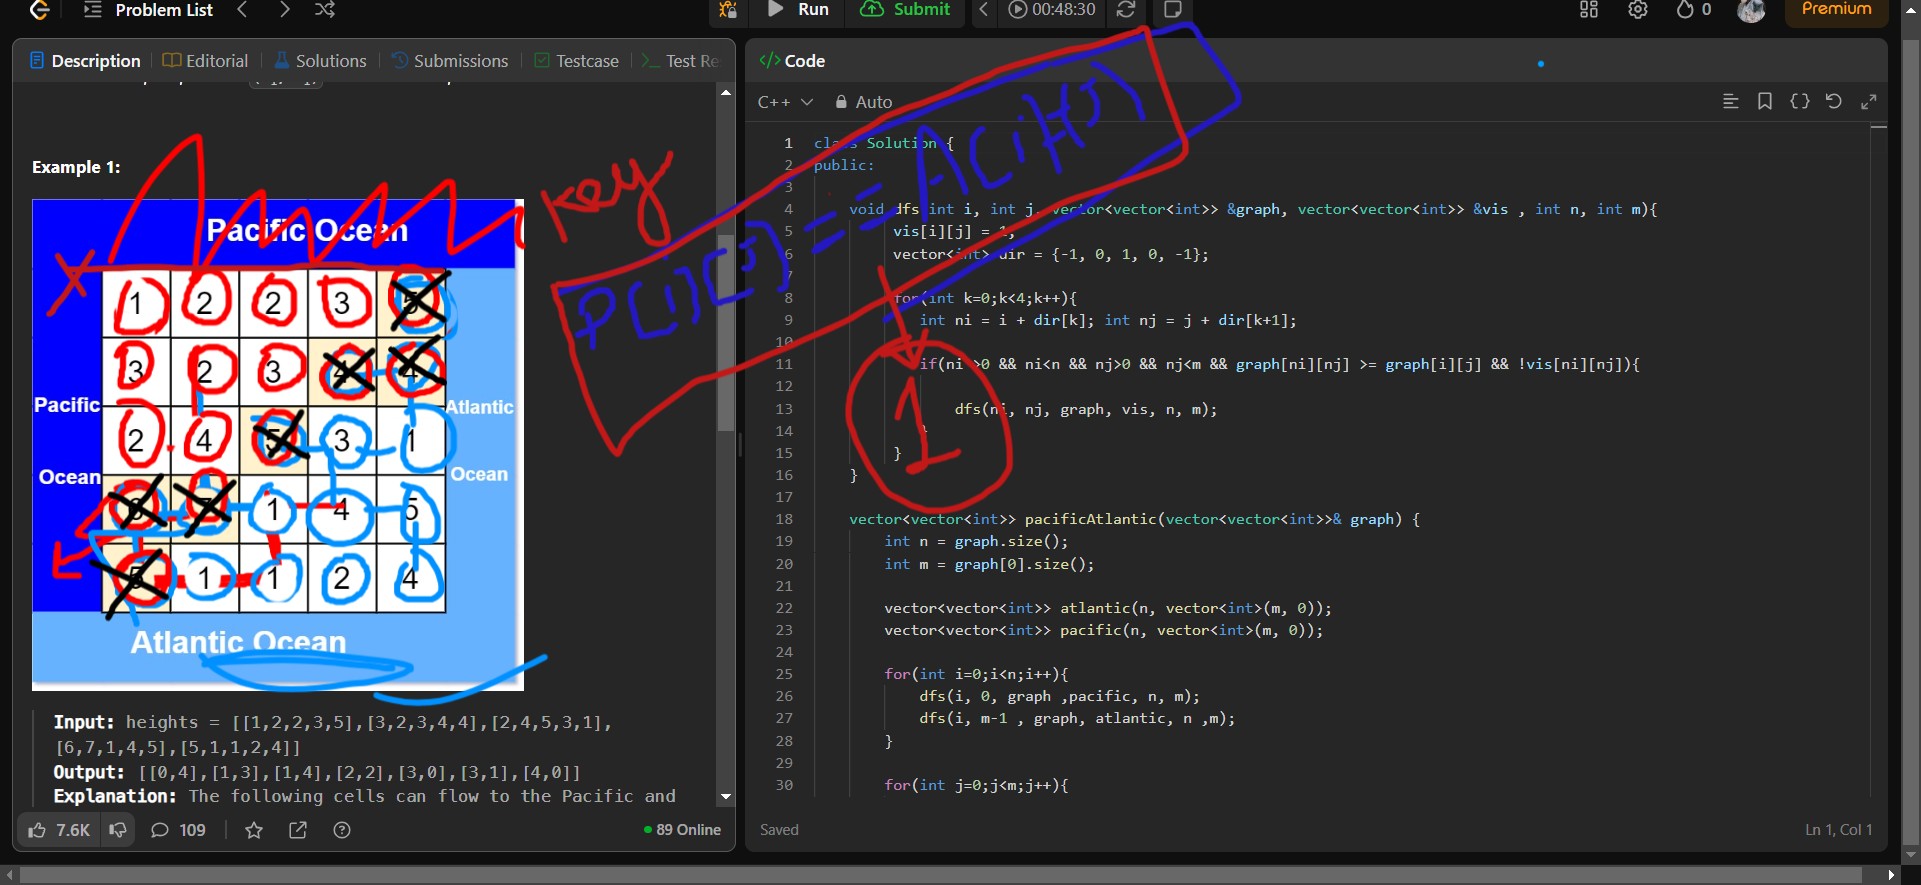 Problem List
Run
Submit
00:48:30
0
Premium
Description
Editorial
Solutions
Submissions
Testcase
Test Re
Code
C++
Auto
Example 1:
Key
P[i][j] == A[i][j]
1
Pacific Ocean
1 2 2 3 5
3 2 3 4 4
Pacific
Atlantic
2 4 5 3 1
Ocean
Ocean
6 7 1 4 5
5 1 1 2 4
Atlantic Ocean
Input: heights = [[1,2,2,3,5],[3,2,3,4,4],[2,4,5,3,1],
[6,7,1,4,5],[5,1,1,2,4]]
Output: [[0,4],[1,3],[1,4],[2,2],[3,0],[3,1],[4,0]]
Explanation: The following cells can flow to the Pacific and
7.6K
109
89 Online
1 class Solution {
2 public:
3
4 void dfs(int i, int j, vector<vector<int>> &graph, vector<vector<int>> &vis , int n, int m){
5 vis[i][j] = 1;
6 vector<int> dir = {-1, 0, 1, 0, -1};
7
8 for(int k=0;k<4;k++){
9 int ni = i + dir[k]; int nj = j + dir[k+1];
10
11 if(ni >0 && ni<n && nj>0 && nj<m && graph[ni][nj] >= graph[i][j] && !vis[ni][nj]){
12
13 dfs(ni, nj, graph, vis, n, m);
14 }
15 }
16 }
17
18 vector<vector<int>> pacificAtlantic(vector<vector<int>>& graph) {
19 int n = graph.size();
20 int m = graph[0].size();
21
22 vector<vector<int>> atlantic(n, vector<int>(m, 0));
23 vector<vector<int>> pacific(n, vector<int>(m, 0));
24
25 for(int i=0;i<n;i++){
26 dfs(i, 0, graph ,pacific, n, m);
27 dfs(i, m-1 , graph, atlantic, n ,m);
28 }
29
30 for(int j=0;j<m;j++){
Saved
Ln 1, Col 1